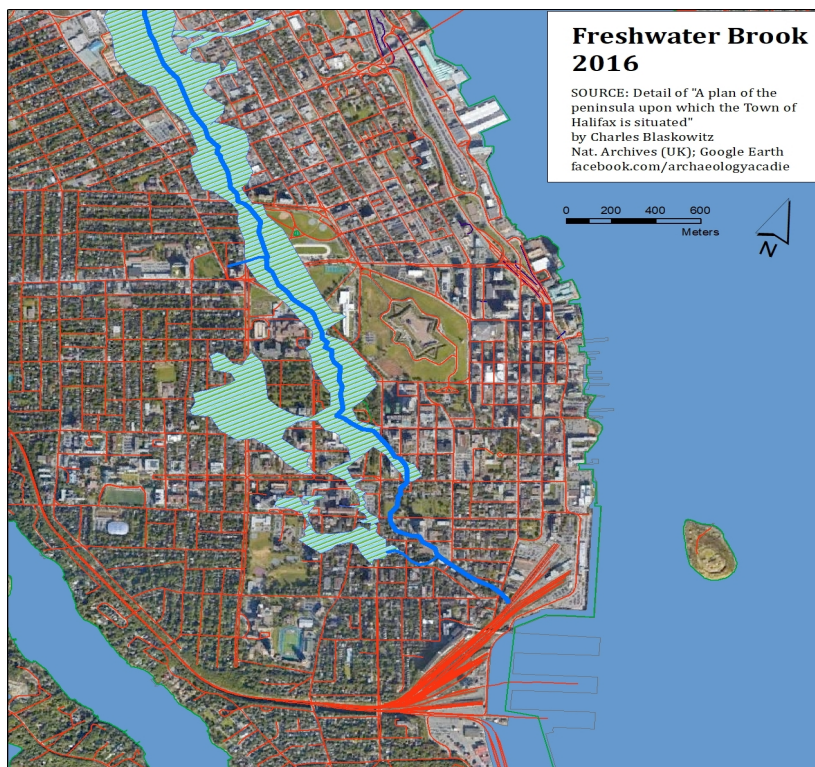 Freshwater Brook
2016
SOURCE: Detail of "A plan of the
peninsula upon which the Town of
Halifax is situated"
by Charles Blaskowitz
Nat. Archives (UK); Google Earth
facebook.com/archaeologyacadie
0 200 400 600
Meters
N